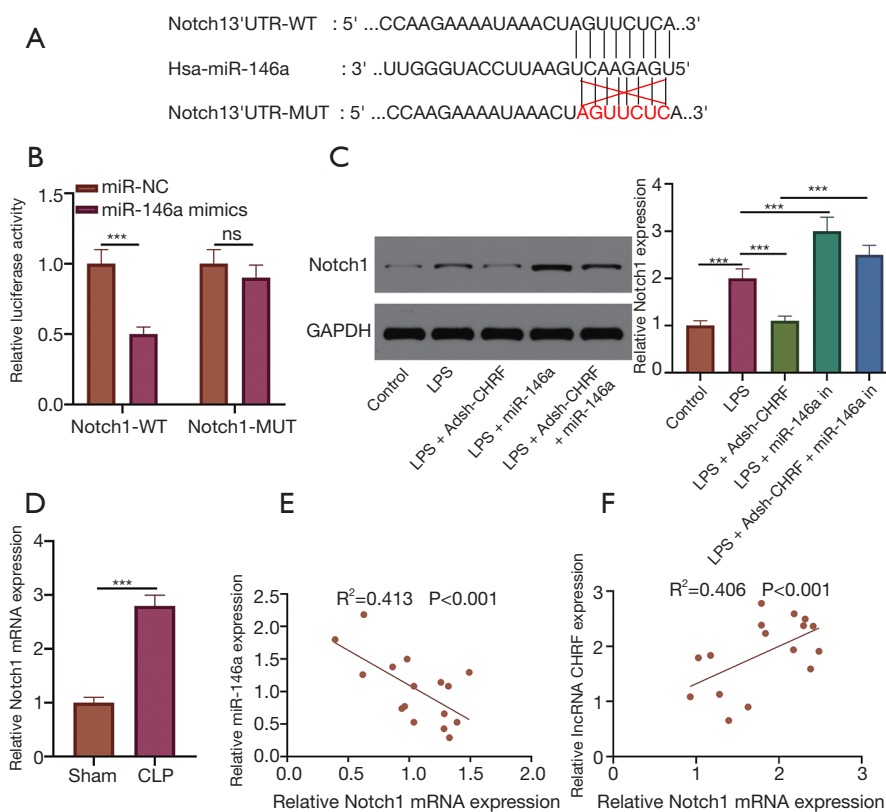 A
Notch13'UTR-WT : 5' ...CCAAGAAAAUAAACUAGUUCUCA..3'
Hsa-miR-146a : 3' ..UUGGGUACCUUAAGUCAAGAGU5'
Notch13'UTR-MUT : 5' ...CCAAGAAAAUAAACUAGUUCUCA..3'
B
Relative luciferase activity
1.5
1.0
0.5
0.0
miR-NC
miR-146a mimics
***
ns
Notch1-WT
Notch1-MUT
C
Notch1
GAPDH
Control
LPS
LPS + Adsh-CHRF
LPS + miR-146a
LPS + Adsh-CHRF
+ miR-146a
Relative Notch1 expression
4
3
2
1
0
***
***
***
***
Control
LPS
LPS + Adsh-CHRF
LPS + miR-146a in
LPS + Adsh-CHRF + miR-146a in
D
Relative Notch1 mRNA expression
4
3
2
1
0
***
Sham
CLP
E
Relative miR-146a expression
2.5
2.0
1.5
1.0
0.5
0.0
R²=0.413 P<0.001
0.0 0.5 1.0 1.5 2.0
Relative Notch1 mRNA expression
F
Relative lncRNA CHRF expression
3
2
1
0
R²=0.406 P<0.001
0 1 2 3
Relative Notch1 mRNA expression